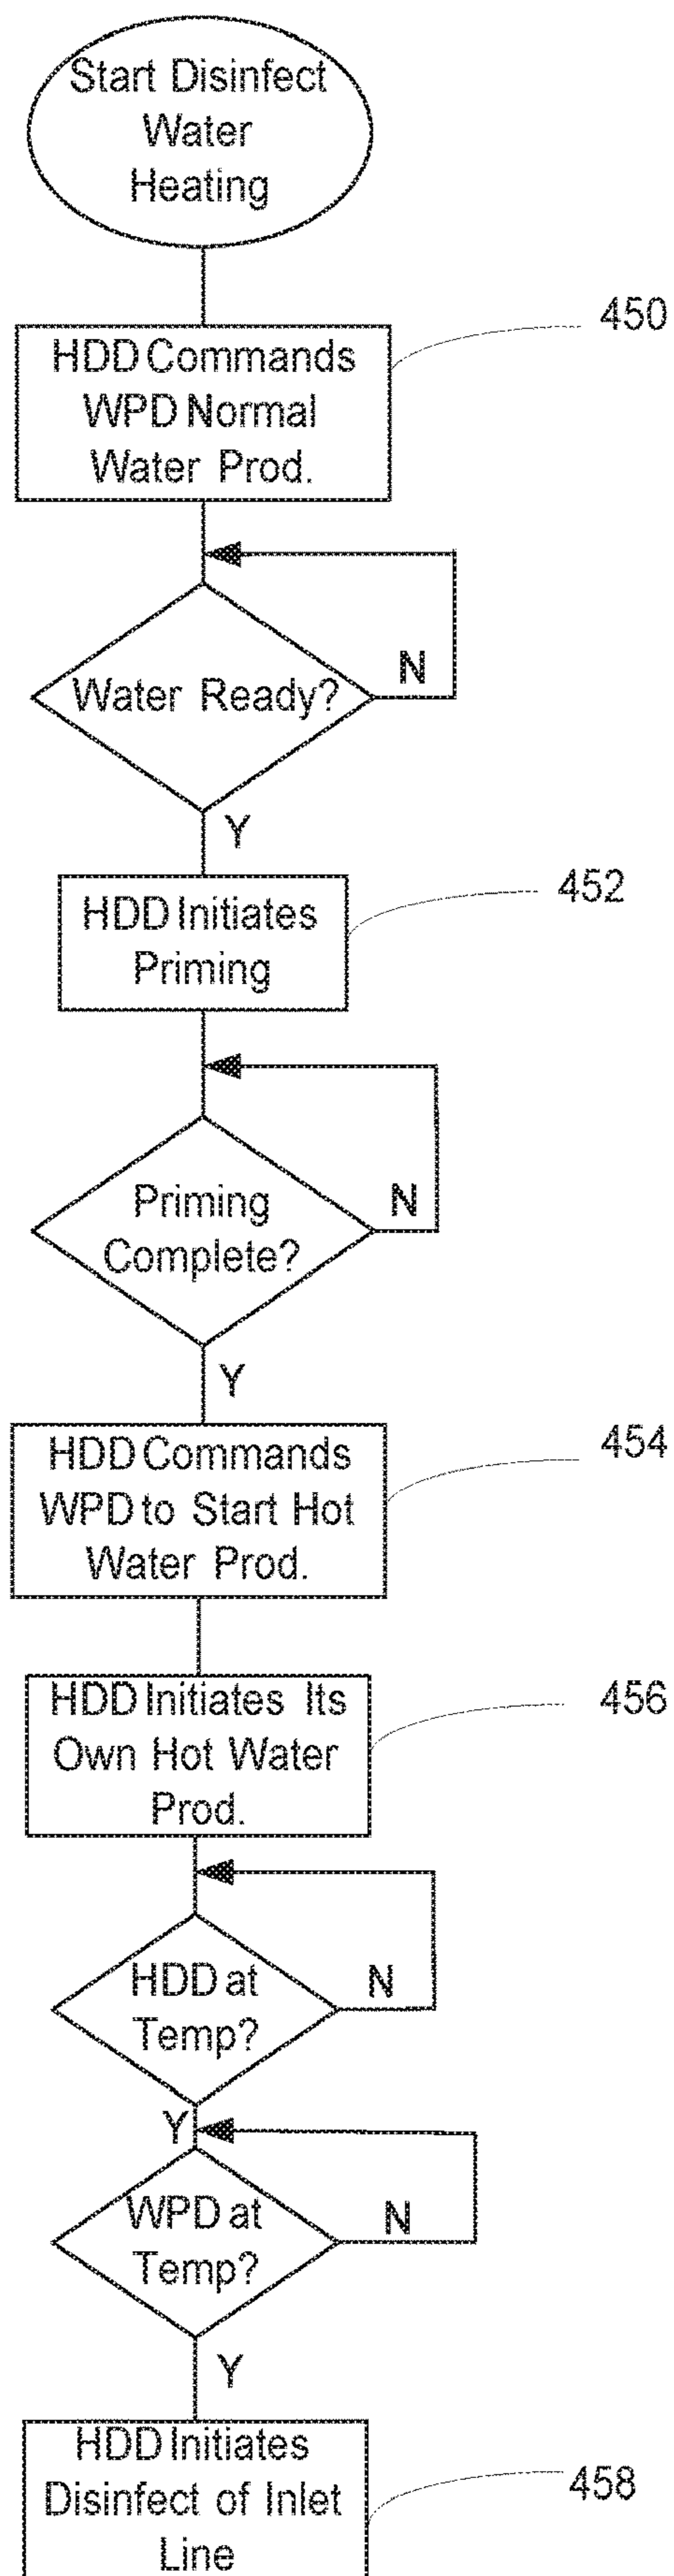 Start Disinfect
Water
Heating
450
HDD Commands
WPD Normal
Water Prod.
Water Ready?
N
Y
452
HDD Initiates
Priming
Priming
Complete?
N
Y
454
HDD Commands
WPD to Start Hot
Water Prod.
456
HDD Initiates Its
Own Hot Water
Prod.
HDD at
Temp?
N
Y
WPD at
Temp?
N
Y
HDD Initiates
Disinfect of Inlet
Line
458